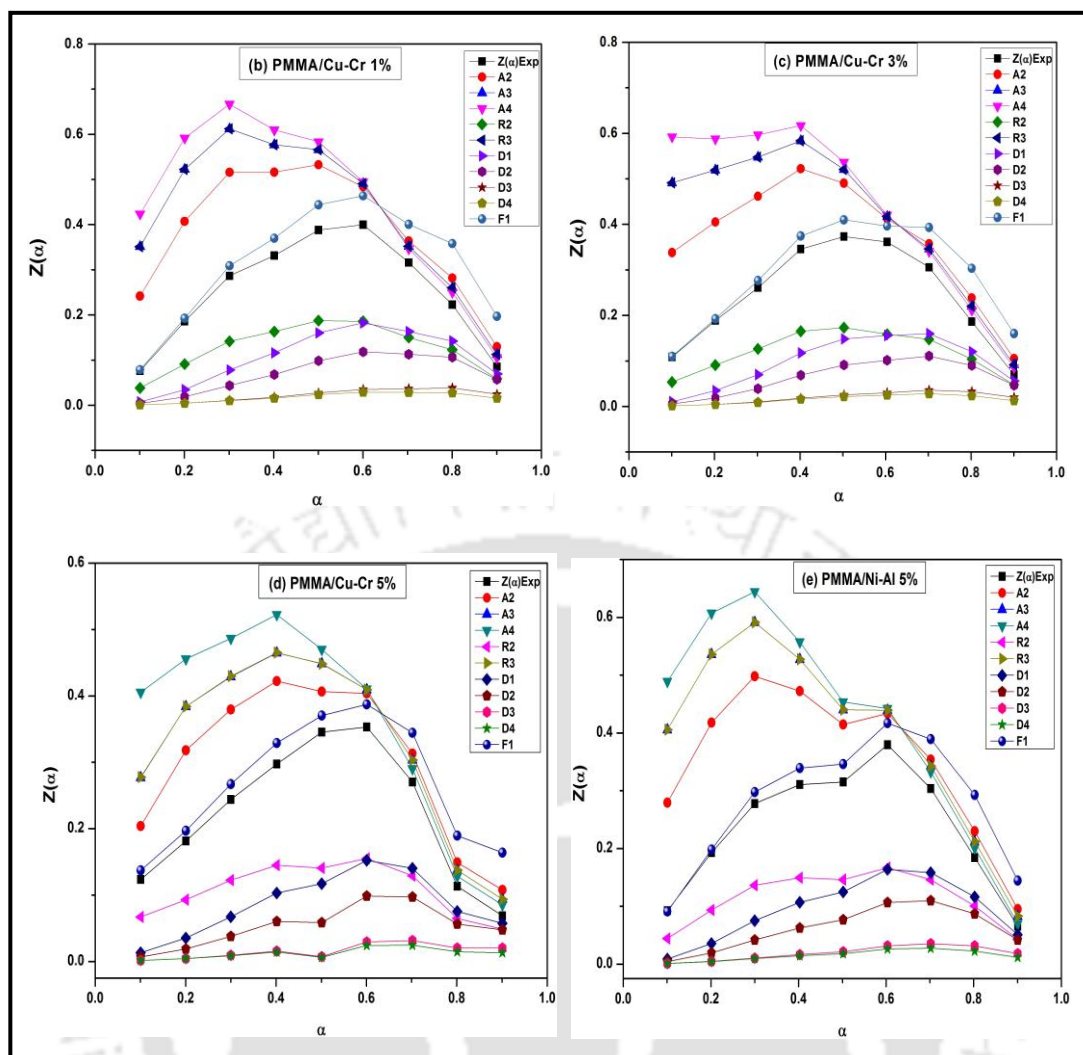 (b) PMMA/Cu-Cr 1%
Z(α)Exp
A2
A3
A4
R2
R3
D1
D2
D3
D4
F1
0.8
0.6
0.4
0.2
0.0
Z(α)
0.0 0.2 0.4 0.6 0.8 1.0
α
(c) PMMA/Cu-Cr 3%
Z(α)Exp
A2
A3
A4
R2
R3
D1
D2
D3
D4
F1
0.8
0.6
0.4
0.2
0.0
Z(α)
0.0 0.2 0.4 0.6 0.8 1.0
α
(d) PMMA/Cu-Cr 5%
Z(α)Exp
A2
A3
A4
R2
R3
D1
D2
D3
D4
F1
0.6
0.4
0.2
0.0
Z(α)
0.0 0.2 0.4 0.6 0.8 1.0
α
(e) PMMA/Ni-Al 5%
Z(α)Exp
A2
A3
A4
R2
R3
D1
D2
D3
D4
F1
0.6
0.4
0.2
0.0
Z(α)
0.0 0.2 0.4 0.6 0.8 1.0
α